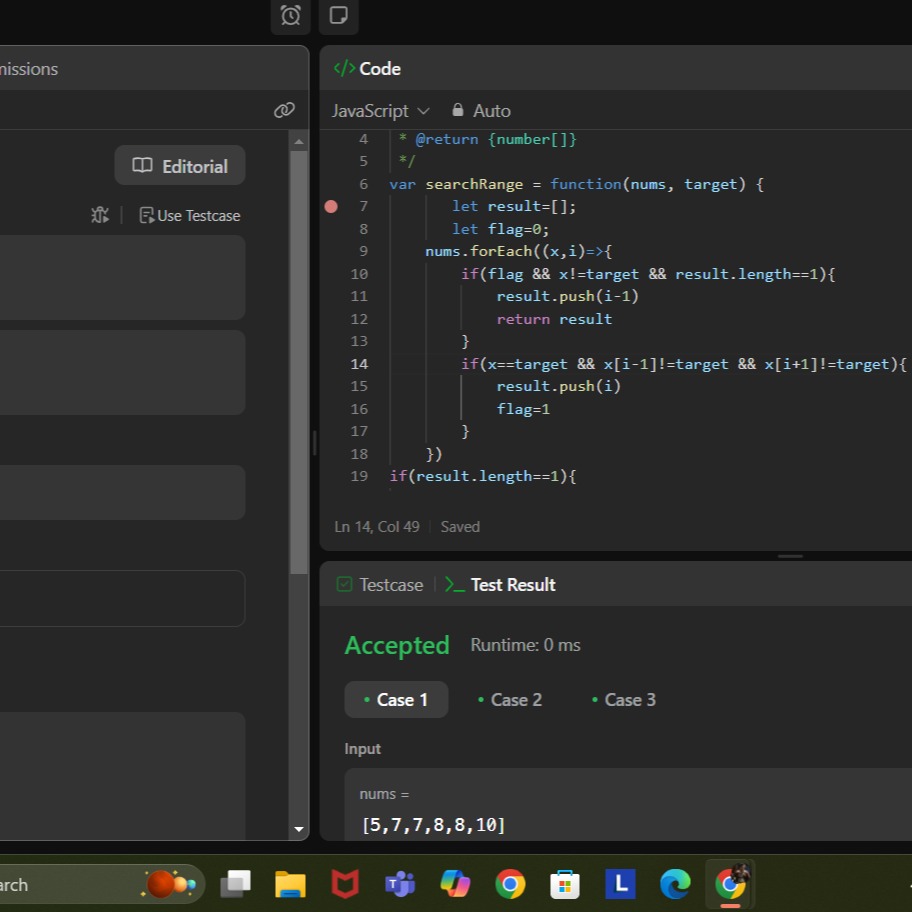 missions
Editorial
Use Testcase
</> Code
JavaScript
Auto
4 * @return {number[]}
5 */
6 var searchRange = function(nums, target) {
7 let result=[];
8 let flag=0;
9 nums.forEach((x,i)=>{
10 if(flag && x!=target && result.length==1){
11 result.push(i-1)
12 return result
13 }
14 if(x==target && x[i-1]!=target && x[i+1]!=target){
15 result.push(i)
16 flag=1
17 }
18 })
19 if(result.length==1){
Ln 14, Col 49 | Saved
Testcase
>_ Test Result
Accepted
Runtime: 0 ms
• Case 1
• Case 2
• Case 3
Input
nums =
[5,7,7,8,8,10]
arch
T
L